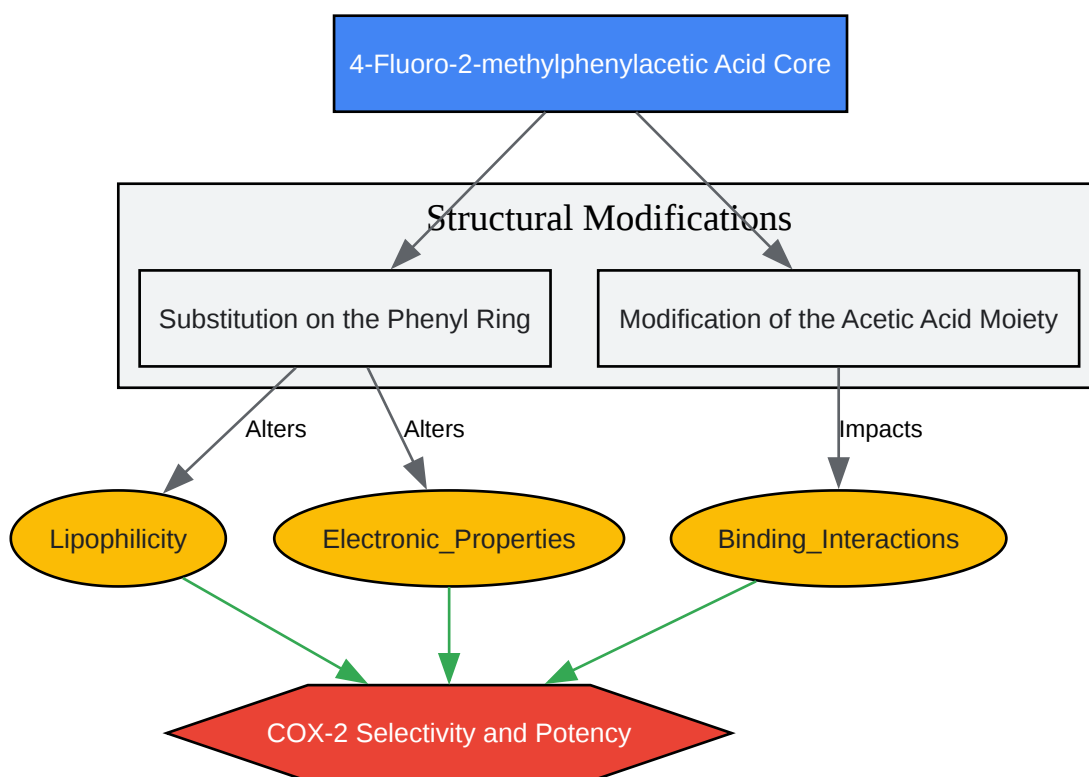 4-Fluoro-2-methylphenylacetic Acid Core
Structural Modifications
Substitution on the Phenyl Ring
Modification of the Acetic Acid Moiety
Alters
Alters
Impacts
Lipophilicity
Electronic_Properties
Binding_Interactions
COX-2 Selectivity and Potency